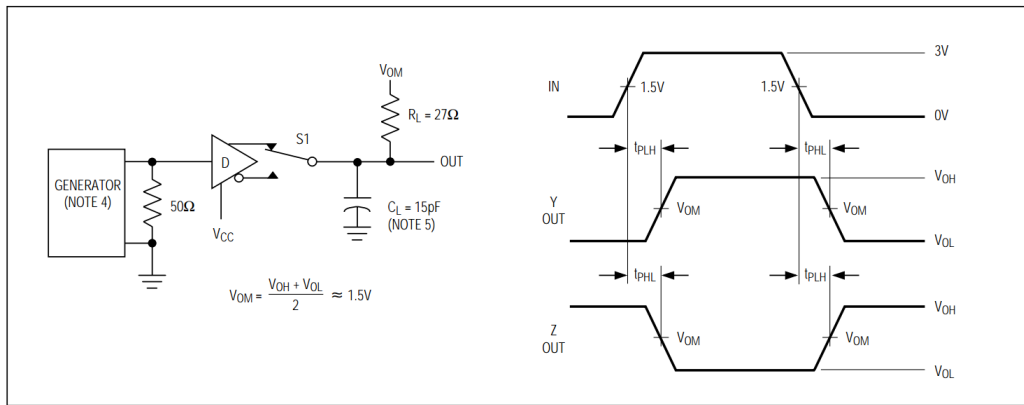 GENERATOR
(NOTE 4)
50Ω
D
VCC
S1
VOM
RL = 27Ω
OUT
CL = 15pF
(NOTE 5)
VOM = VOH + VOL / 2 ≈ 1.5V
IN
1.5V
1.5V
3V
0V
tPLH
tPHL
Y
OUT
VOM
VOM
VOH
VOL
tPHL
tPLH
Z
OUT
VOM
VOM
VOH
VOL